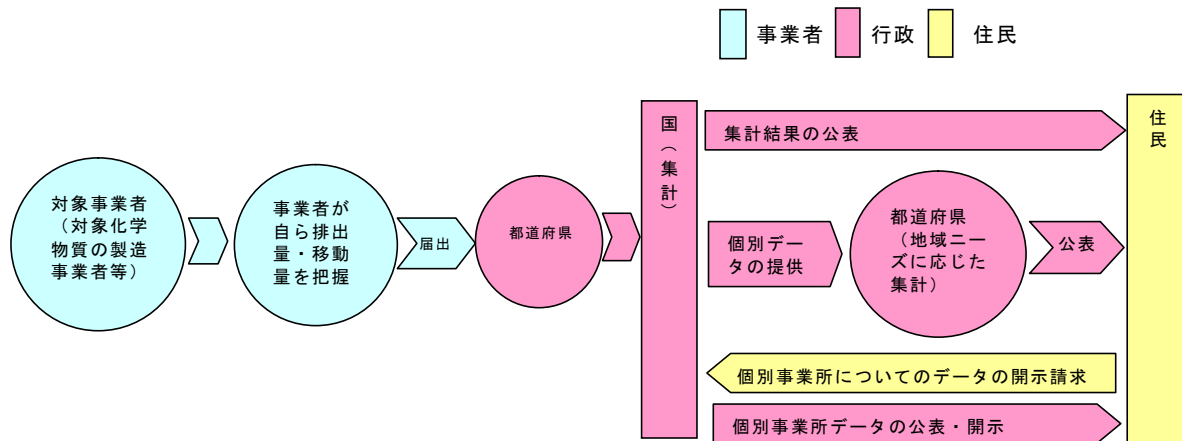 事業者
行政
住民
対象事業者
（対象化学
物質の製造
事業者等）
事業者が
自ら排出
量・移動
量を把握
届出
都道府県
国（集計）
集計結果の公表
個別デー
タの提供
都道府県
（地域ニー
ズに応じた
集計）
公表
住民
個別事業所についてのデータの開示請求
個別事業所データの公表・開示